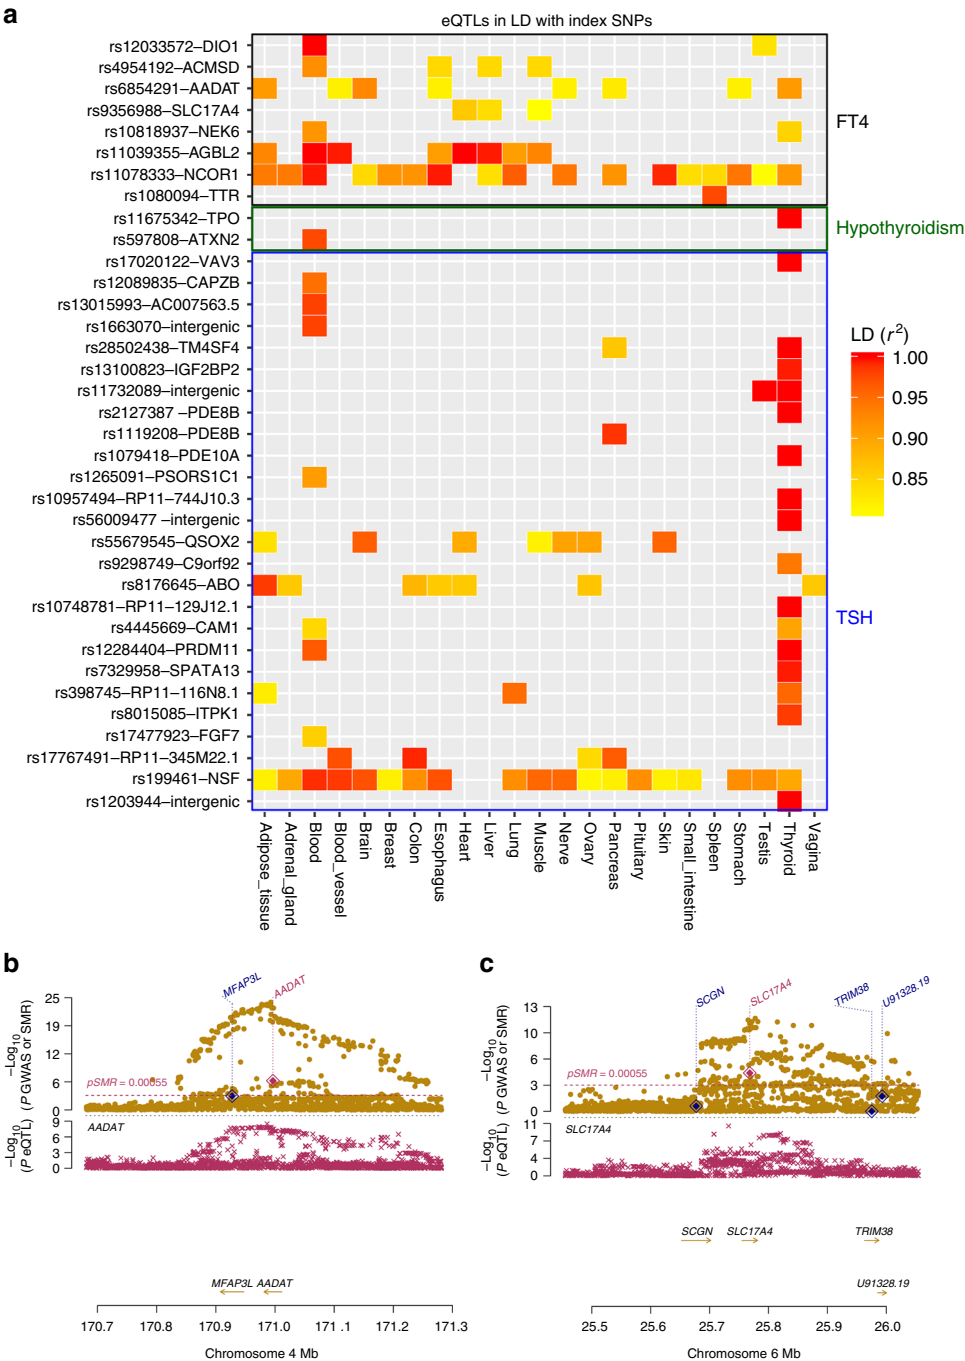 a
eQTLs in LD with index SNPs
rs12033572–DIO1
rs4954192–ACMSD
rs6854291–AADAT
rs9356988–SLC17A4
rs10818937–NEK6
rs11039355–AGBL2
rs11078333–NCOR1
rs1080094–TTR
rs11675342–TPO
rs597808–ATXN2
rs17020122–VAV3
rs12089835–CAPZB
rs13015993–AC007563.5
rs1663070–intergenic
rs28502438–TM4SF4
rs13100823–IGF2BP2
rs11732089–intergenic
rs2127387 –PDE8B
rs1119208–PDE8B
rs1079418–PDE10A
rs1265091–PSORS1C1
rs10957494–RP11–744J10.3
rs56009477 –intergenic
rs55679545–QSOX2
rs9298749–C9orf92
rs8176645–ABO
rs10748781–RP11–129J12.1
rs4445669–CAM1
rs12284404–PRDM11
rs7329958–SPATA13
rs398745–RP11–116N8.1
rs8015085–ITPK1
rs17477923–FGF7
rs17767491–RP11–345M22.1
rs199461–NSF
rs1203944–intergenic
FT4
Hypothyroidism
TSH
LD (r²)
1.00
0.95
0.90
0.85
Adipose_tissue
Adrenal_gland
Blood
Blood_vessel
Brain
Breast
Colon
Esophagus
Heart
Liver
Lung
Muscle
Nerve
Ovary
Pancreas
Pituitary
Skin
Small_intestine
Spleen
Stomach
Testis
Thyroid
Vagina
b
MFAP3L
AADAT
−Log10
(P GWAS or SMR)
25
19
12
6
0
pSMR = 0.00055
−Log10
(P eQTL)
9
6
3
0
AADAT
MFAP3L AADAT
170.7 170.8 170.9 171.0 171.1 171.2 171.3
Chromosome 4 Mb
c
SCGN
SLC17A4
TRIM38
U91328.19
−Log10
(P GWAS or SMR)
13
10
6
3
0
pSMR = 0.00055
−Log10
(P eQTL)
11
7
4
0
SLC17A4
SCGN SLC17A4 TRIM38
U91328.19
25.5 25.6 25.7 25.8 25.9 26.0
Chromosome 6 Mb